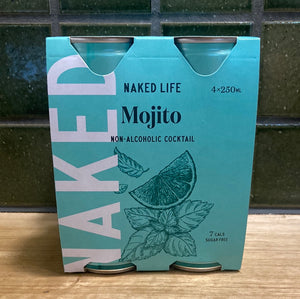 NAKED
NAKED LIFE
4×250ML
Mojito
NON-ALCOHOLIC COCKTAIL
7 CALS
SUGAR FREE